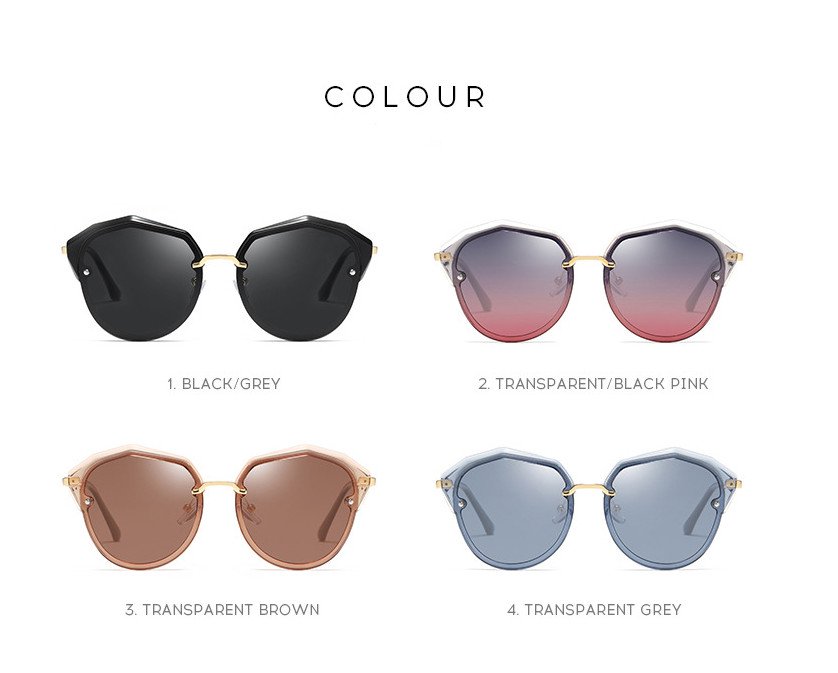 COLOUR
1. BLACK/GREY
2. TRANSPARENT/BLACK PINK
3. TRANSPARENT BROWN
4. TRANSPARENT GREY